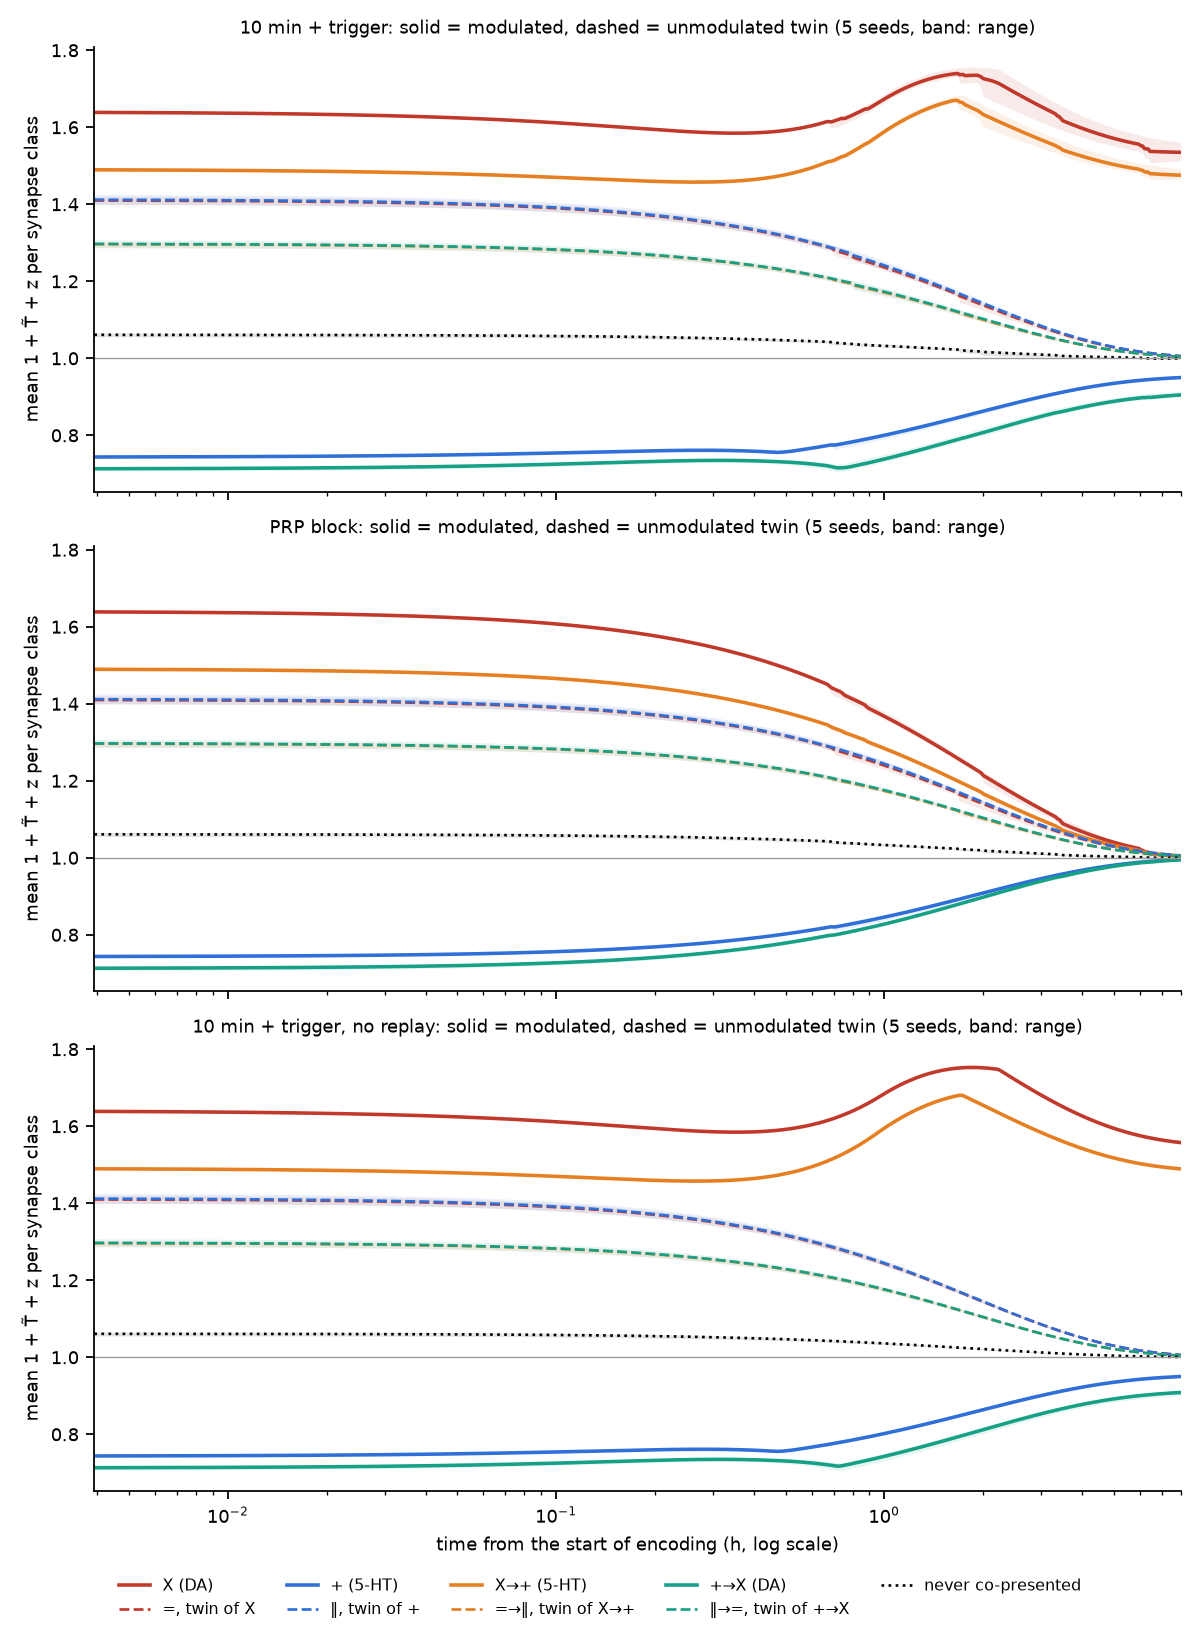 10 min + trigger: solid = modulated, dashed = unmodulated twin (5 seeds, band: range)
mean 1 + T̃ + z per synapse class
1.8
1.6
1.4
1.2
1.0
0.8
PRP block: solid = modulated, dashed = unmodulated twin (5 seeds, band: range)
mean 1 + T̃ + z per synapse class
1.8
1.6
1.4
1.2
1.0
0.8
10 min + trigger, no replay: solid = modulated, dashed = unmodulated twin (5 seeds, band: range)
mean 1 + T̃ + z per synapse class
1.8
1.6
1.4
1.2
1.0
0.8
10⁻² 10⁻¹ 10⁰
time from the start of encoding (h, log scale)
X (DA) + (5-HT) X→+ (5-HT) +→X (DA) never co-presented
=, twin of X ∥, twin of + =→∥, twin of X→+ ∥→=, twin of +→X